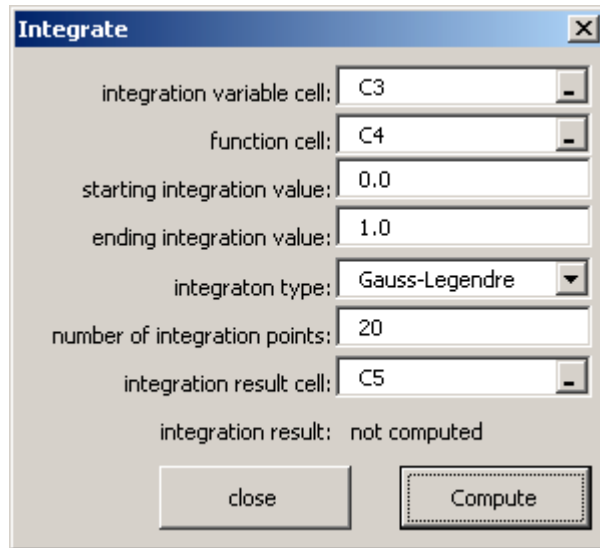 Integrate
integration variable cell: C3
function cell: C4
starting integration value: 0.0
ending integration value: 1.0
integraton type: Gauss-Legendre
number of integration points: 20
integration result cell: C5
integration result: not computed
close Compute